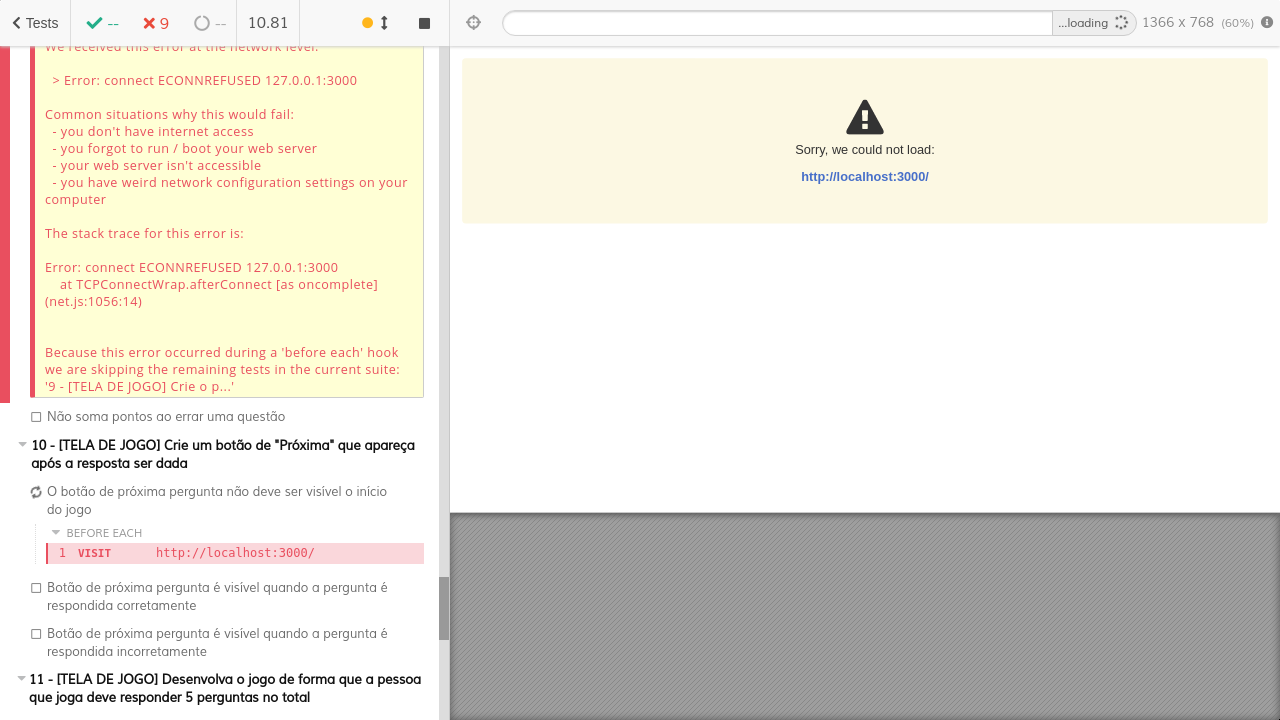 Tests
--
9
--
10.81
...loading
1366 x 768 (60%)
We received this error at the network level:
> Error: connect ECONNREFUSED 127.0.0.1:3000
Common situations why this would fail:
- you don't have internet access
- you forgot to run / boot your web server
- your web server isn't accessible
- you have weird network configuration settings on your
computer
The stack trace for this error is:
Error: connect ECONNREFUSED 127.0.0.1:3000
at TCPConnectWrap.afterConnect [as oncomplete]
(net.js:1056:14)
Because this error occurred during a 'before each' hook
we are skipping the remaining tests in the current suite:
'9 - [TELA DE JOGO] Crie o p...'
Não soma pontos ao errar uma questão
10 - [TELA DE JOGO] Crie um botão de "Próxima" que apareça
após a resposta ser dada
O botão de próxima pergunta não deve ser visível o início
do jogo
BEFORE EACH
1 VISIT http://localhost:3000/
Botão de próxima pergunta é visível quando a pergunta é
respondida corretamente
Botão de próxima pergunta é visível quando a pergunta é
respondida incorretamente
11 - [TELA DE JOGO] Desenvolva o jogo de forma que a pessoa
que joga deve responder 5 perguntas no total
Sorry, we could not load:
http://localhost:3000/